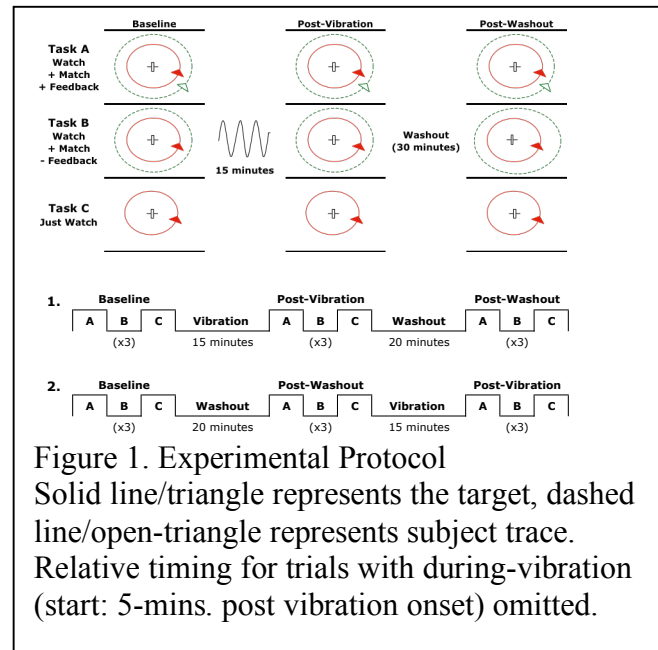 Baseline Post-Vibration Post-Washout
Task A
Watch
+ Match
+ Feedback
Task B
Watch
+ Match
- Feedback
15 minutes
Washout
(30 minutes)
Task C
Just Watch
1. Baseline Post-Vibration Post-Washout
A B C Vibration A B C Washout A B C
(x3) 15 minutes (x3) 20 minutes (x3)
2. Baseline Post-Washout Post-Vibration
A B C Washout A B C Vibration A B C
(x3) 20 minutes (x3) 15 minutes (x3)
Figure 1. Experimental Protocol
Solid line/triangle represents the target, dashed
line/open-triangle represents subject trace.
Relative timing for trials with during-vibration
(start: 5-mins. post vibration onset) omitted.